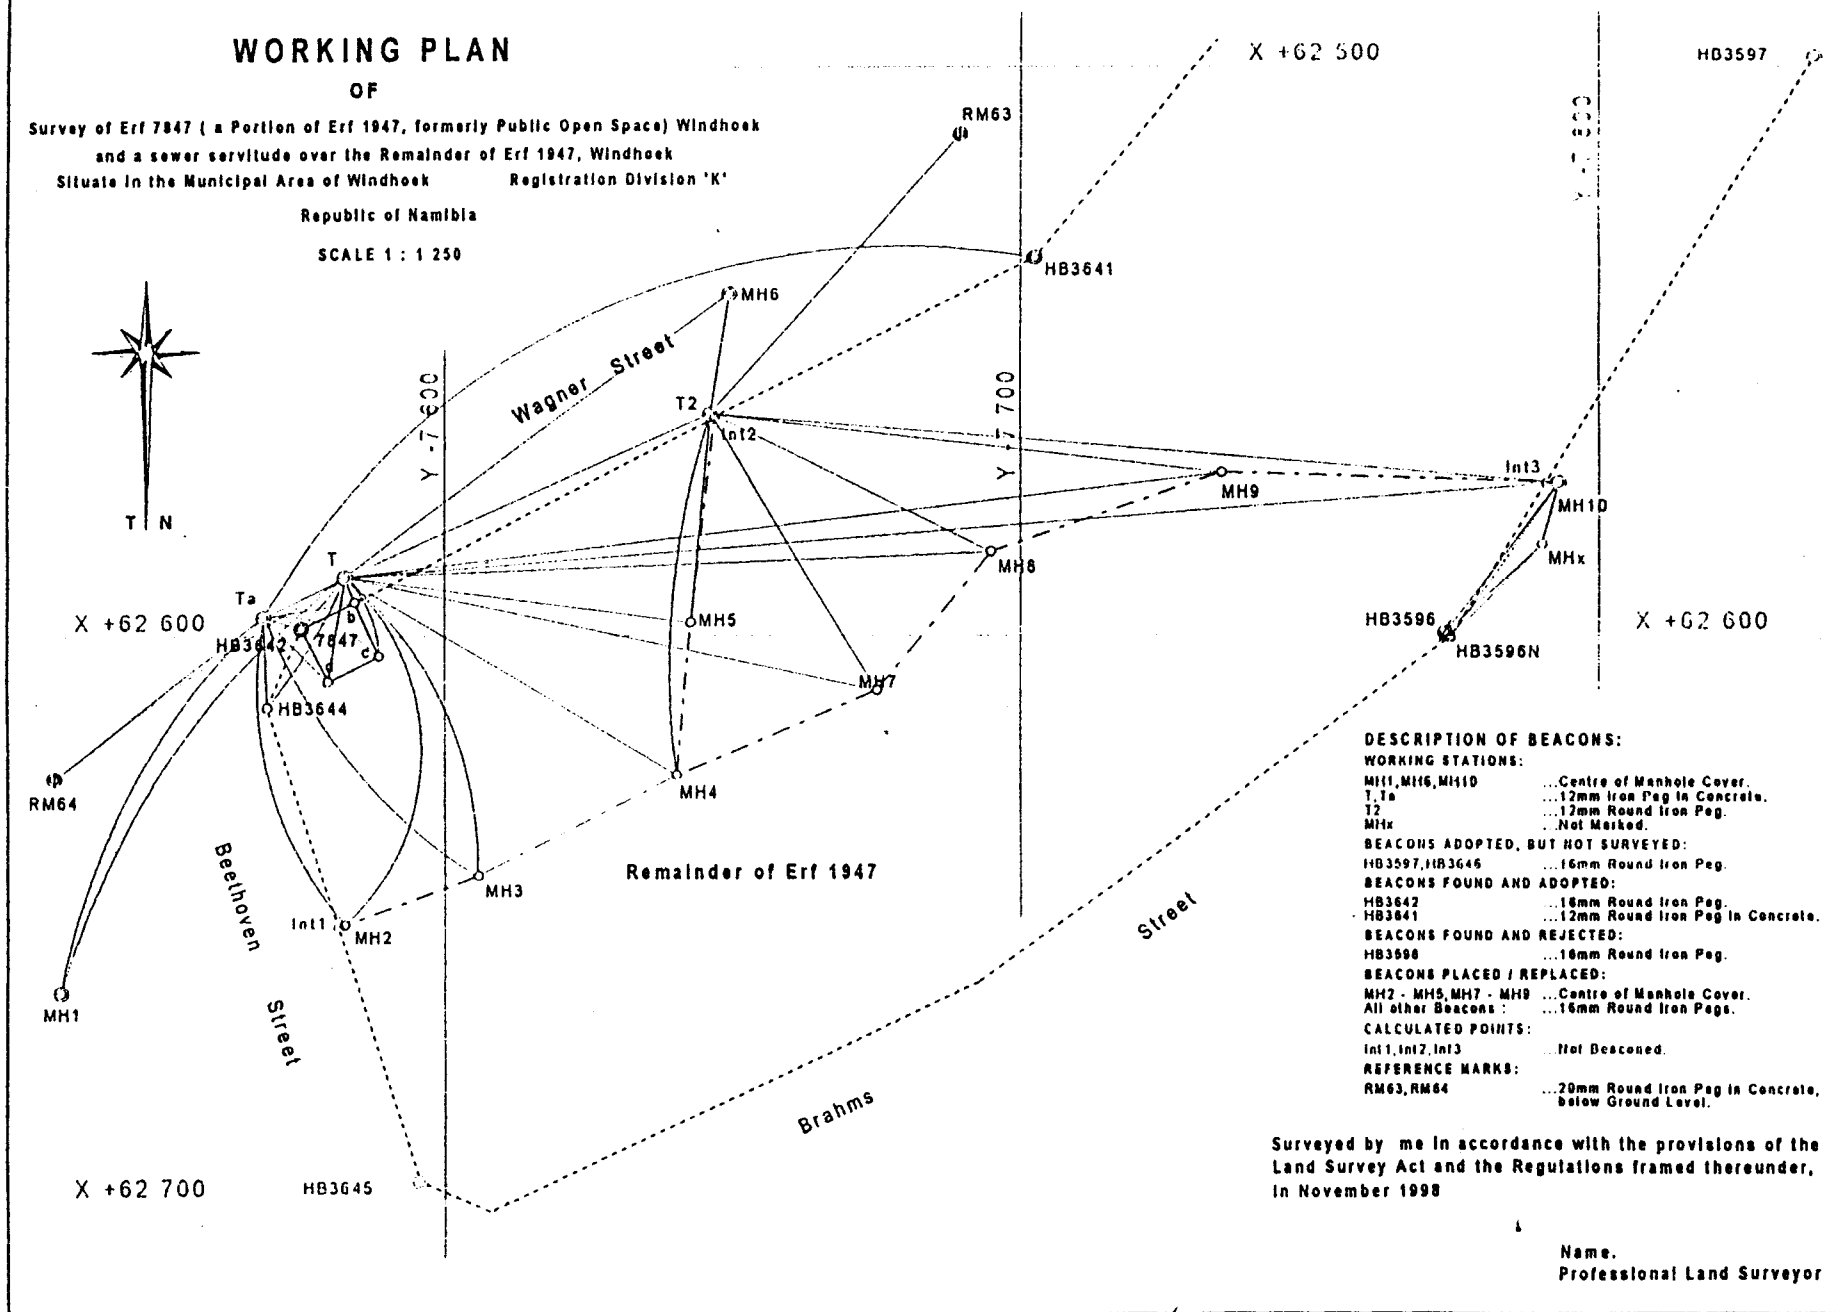 WORKING PLAN
OF
Survey of Erf 7847 ( a Portion of Erf 1947, formerly Public Open Space) Windhoek
and a sewer servitude over the Remainder of Erf 1947, Windhoek
Situate in the Municipal Area of Windhoek Registration Division 'K'
Republic of Namibia
SCALE 1 : 1 250
X +62 500
HB3597
RM63
Y -7 800
HB3641
MH6
Wagner Street
Y -7 600
Y -7 700
T2
Int2
T N
MH9
Int3
MH10
MHx
MH8
T
Ta
X +62 600
b
HB3642
7847
c
a
MH5
HB3596
X +62 600
HB3596N
MH7
HB3644
RM64
MH4
DESCRIPTION OF BEACONS:
WORKING STATIONS:
MH1,MH6,MH10 ...Centre of Manhole Cover.
T,Ta ...12mm Iron Peg in Concrete.
T2 ...12mm Round Iron Peg.
MHx ...Not Marked.
BEACONS ADOPTED, BUT NOT SURVEYED:
HB3597,HB3645 ...16mm Round Iron Peg.
BEACONS FOUND AND ADOPTED:
HB3642 ...16mm Round Iron Peg.
HB3641 ...12mm Round Iron Peg in Concrete.
BEACONS FOUND AND REJECTED:
HB3596 ...16mm Round Iron Peg.
BEACONS PLACED / REPLACED:
MH2 - MH5,MH7 - MH9 ...Centre of Manhole Cover.
All other Beacons : ...16mm Round Iron Pegs.
CALCULATED POINTS:
Int1,Int2,Int3 ...Not Beaconed.
REFERENCE MARKS:
RM63,RM64 ...20mm Round Iron Peg in Concrete,
below Ground Level.
Beethoven Street
Remainder of Erf 1947
MH3
Int1
MH2
MH1
Brahms Street
X +62 700
HB3645
Surveyed by me in accordance with the provisions of the
Land Survey Act and the Regulations framed thereunder,
in November 1998
Name.
Professional Land Surveyor